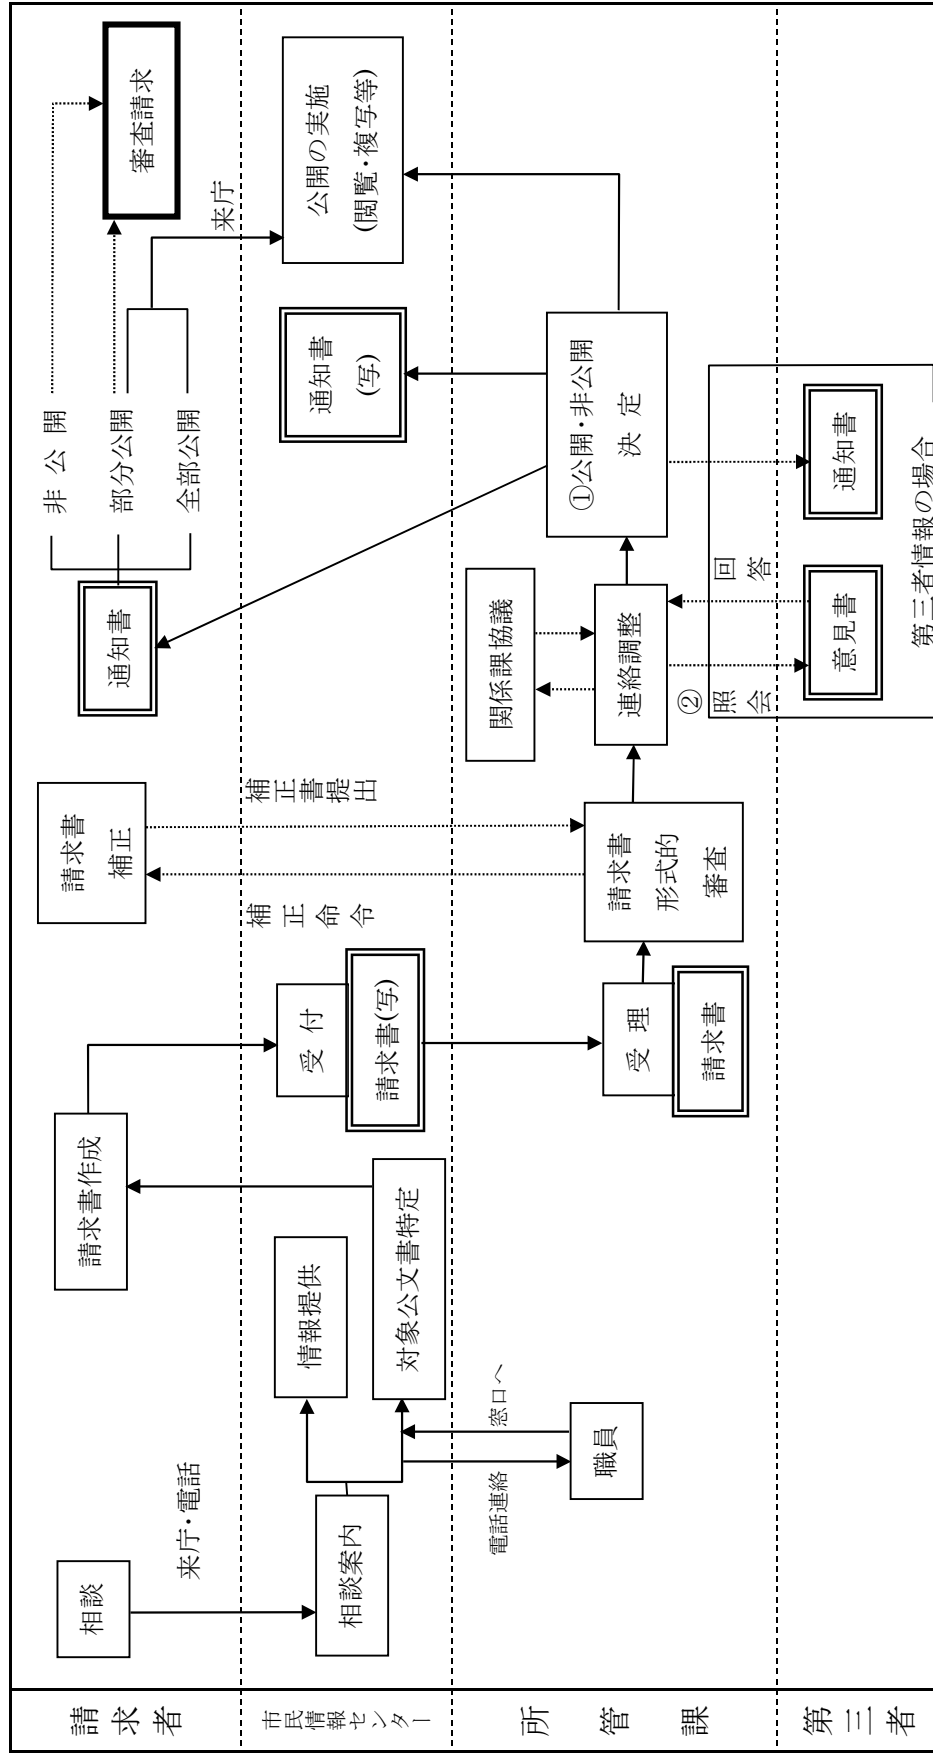 請求者
市民情報センター
所管課
第三者
相談
来庁・電話
相談案内
情報提供
対象公文書特定
電話連絡
窓口へ
職員
請求書作成
受付
請求書(写)
受理
請求書
請求書
形式的
審査
補正命令
補正書提出
請求書
補正
連絡調整
関係課協議
②
照会
回答
意見書
通知書
第三者情報の場合
①公開・非公開
決定
通知書
通知書
(写)
非公開
部分公開
全部公開
審査請求
来庁
公開の実施
(閲覧・複写等)